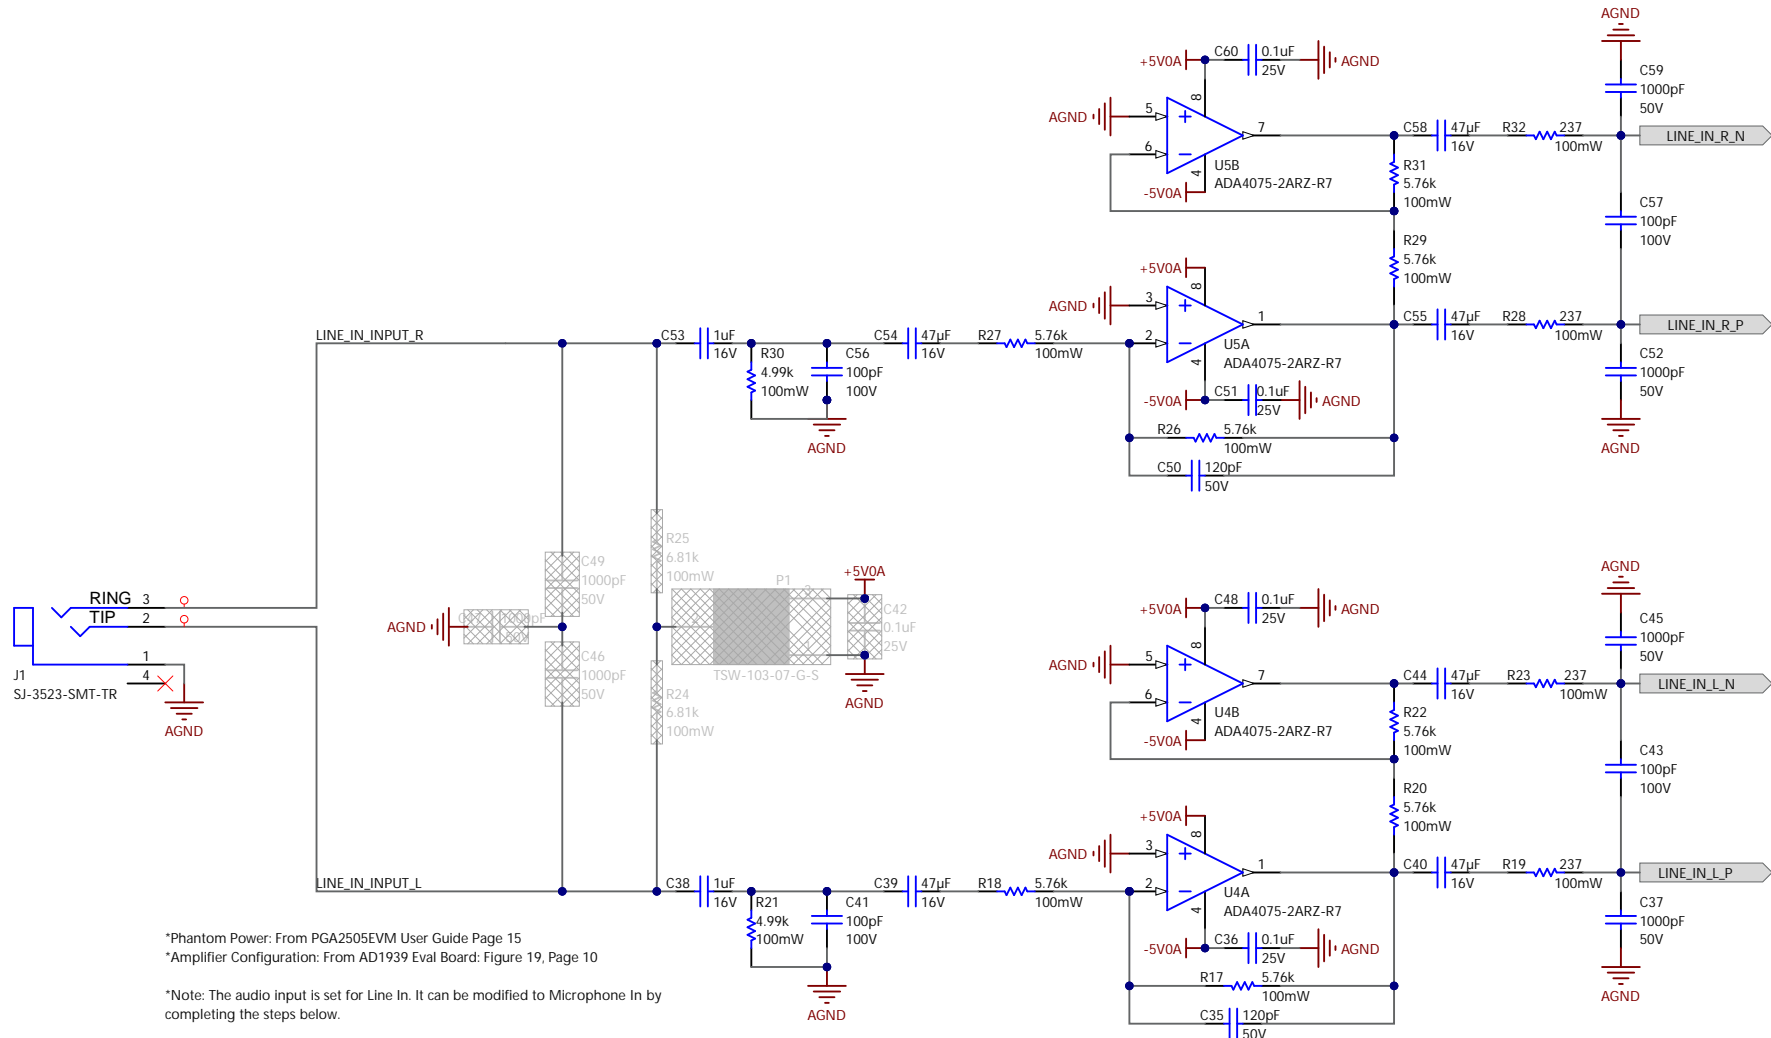 AGND
C60 0.1uF
+5V0A
25V
AGND
C59
1000pF
50V
8
AGND
5
+
7
6
−
4
U5B
ADA4075-2ARZ-R7
-5V0A
C58 47µF
16V
R32 237
100mW
LINE_IN_R_N
R31
5.76k
100mW
C57
100pF
100V
R29
5.76k
100mW
+5V0A
8
AGND
3
+
1
2
−
4
U5A
ADA4075-2ARZ-R7
C55 47µF
16V
R28 237
100mW
LINE_IN_R_P
C52
1000pF
50V
AGND
LINE_IN_INPUT_R
C53 1uF
16V
R30
4.99k
100mW
C56
100pF
100V
AGND
C54 47µF
16V
R27 5.76k
100mW
-5V0A
C51 0.1uF
25V
AGND
R26 5.76k
100mW
C50 120pF
50V
C49
1000pF
50V
R25
6.81k
100mW
P1
+5V0A
C42
0.1uF
25V
AGND
TSW-103-07-G-S
AGND
C46
1000pF
50V
R24
6.81k
100mW
RING 3
TIP 2
1
4
J1
SJ-3523-SMT-TR
AGND
AGND
C48 0.1uF
+5V0A
25V
AGND
C45
1000pF
50V
8
AGND
5
+
7
6
−
4
U4B
ADA4075-2ARZ-R7
-5V0A
C44 47µF
16V
R23 237
100mW
LINE_IN_L_N
R22
5.76k
100mW
C43
100pF
100V
R20
5.76k
100mW
+5V0A
8
AGND
3
+
1
2
−
4
U4A
ADA4075-2ARZ-R7
C40 47µF
16V
R19 237
100mW
LINE_IN_L_P
C37
1000pF
50V
AGND
LINE_IN_INPUT_L
C38 1uF
16V
R21
4.99k
100mW
C41
100pF
100V
AGND
C39 47µF
16V
R18 5.76k
100mW
-5V0A
C36 0.1uF
25V
AGND
R17 5.76k
100mW
C35 120pF
50V
*Phantom Power: From PGA2505EVM User Guide Page 15
*Amplifier Configuration: From AD1939 Eval Board: Figure 19, Page 10
*Note: The audio input is set for Line In. It can be modified to Microphone In by
completing the steps below.